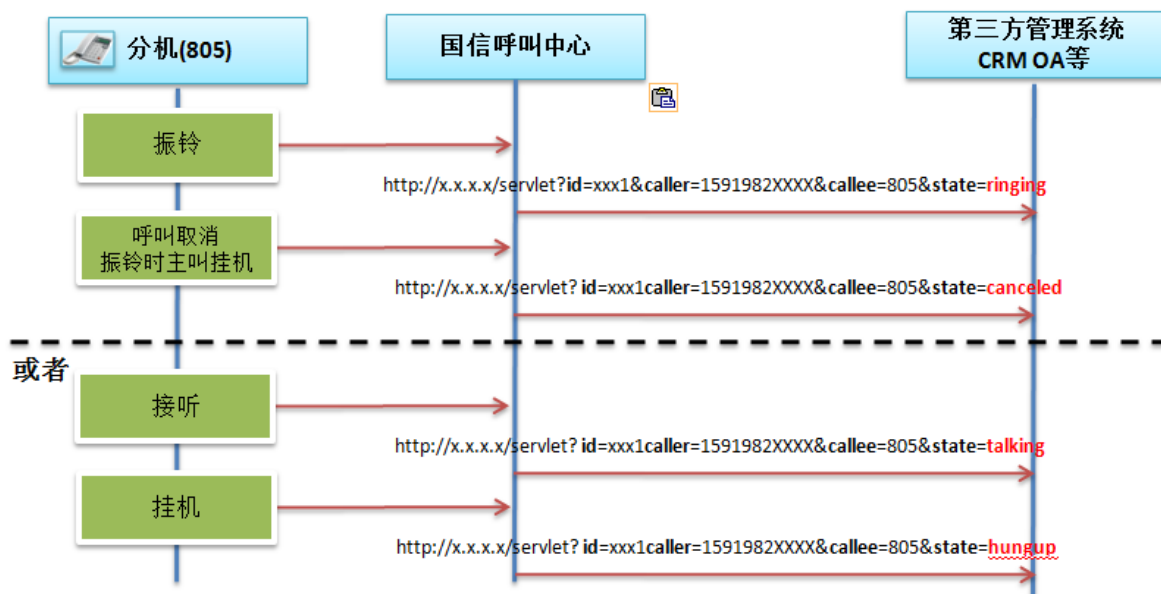 分机(805)
国信呼叫中心
第三方管理系统
CRM OA等
振铃
http://x.x.x.x/servlet?id=xxx1&caller=1591982XXXX&callee=805&state=ringing
呼叫取消
振铃时主叫挂机
http://x.x.x.x/servlet? id=xxx1caller=1591982XXXX&callee=805&state=canceled
或者
接听
http://x.x.x.x/servlet? id=xxx1caller=1591982XXXX&callee=805&state=talking
挂机
http://x.x.x.x/servlet? id=xxx1caller=1591982XXXX&callee=805&state=hungup